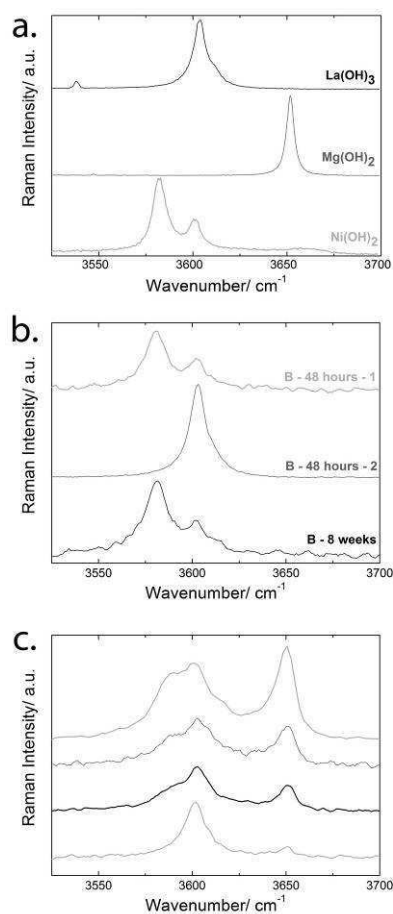 a.
Raman Intensity/ a.u.
La(OH)₃
Mg(OH)₂
Ni(OH)₂
3550 3600 3650 3700
Wavenumber/ cm⁻¹
b.
Raman Intensity/ a.u.
B - 48 hours - 1
B - 48 hours - 2
B - 8 weeks
3550 3600 3650 3700
Wavenumber/ cm⁻¹
c.
Raman Intensity/ a.u.
3550 3600 3650 3700
Wavenumber/ cm⁻¹